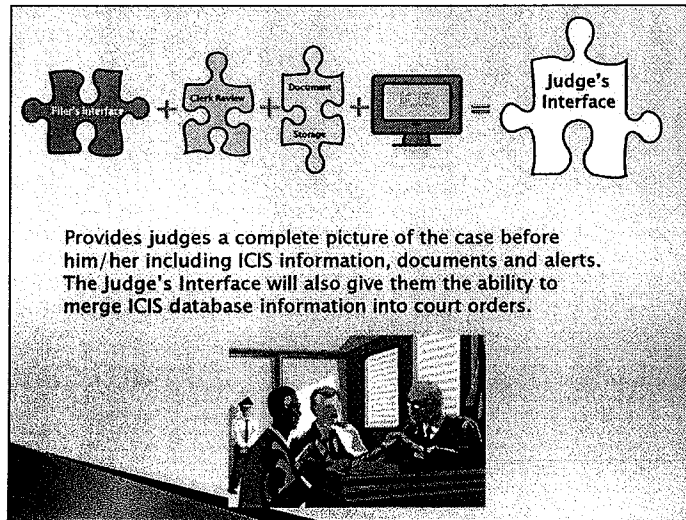 Filer's Interface
+
Clerk Review
+
Document
Storage
+
=
Judge's
Interface
Provides judges a complete picture of the case before
him/her including ICIS information, documents and alerts.
The Judge's Interface will also give them the ability to
merge ICIS database information into court orders.